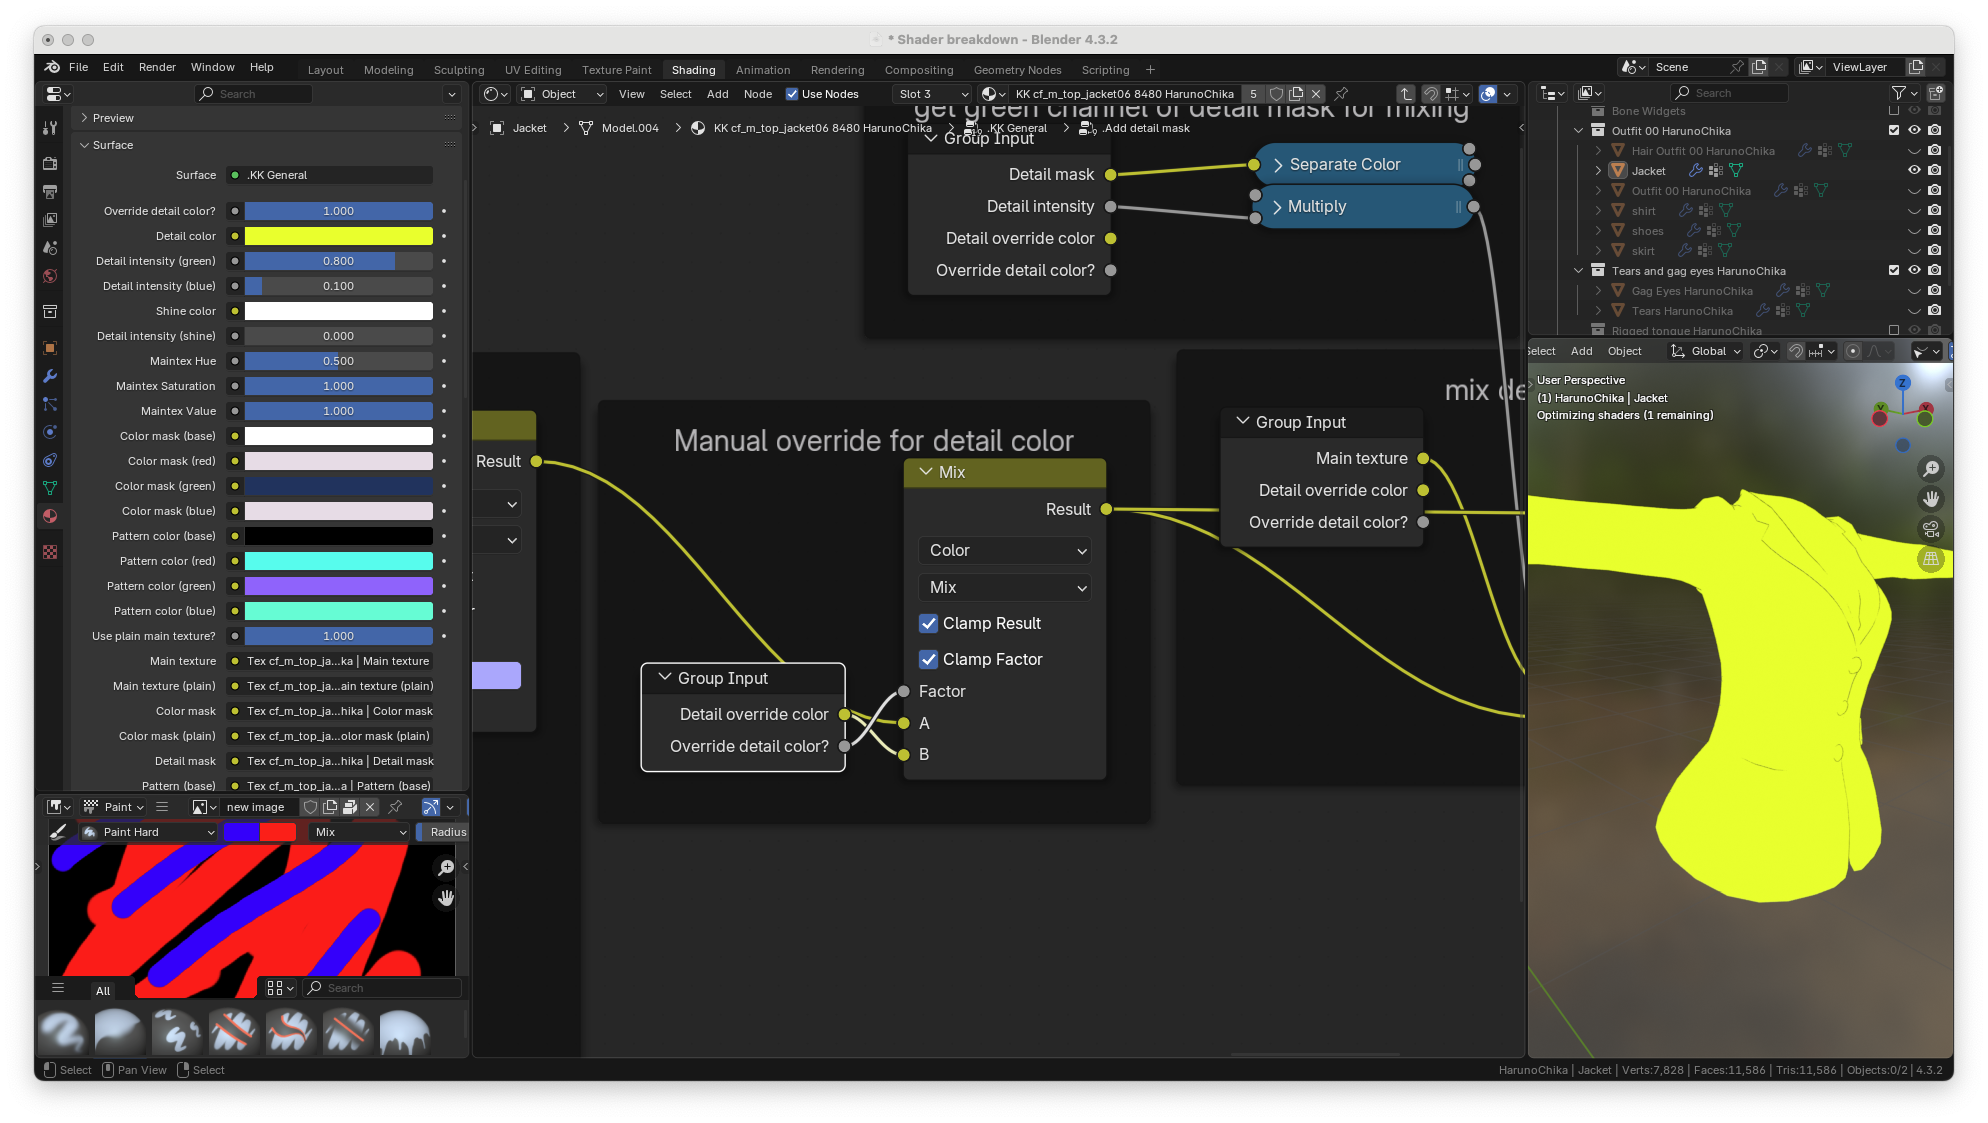 * Shader breakdown - Blender 4.3.2
File Edit Render Window Help
Layout Modeling Sculpting UV Editing Texture Paint Shading Animation Rendering Compositing Geometry Nodes Scripting +
Scene
ViewLayer
Search
Preview
Surface
Surface .KK General
Override detail color? 1.000
Detail color
Detail intensity (green) 0.800
Detail intensity (blue) 0.100
Shine color
Detail intensity (shine) 0.000
Maintex Hue 0.500
Maintex Saturation 1.000
Maintex Value 1.000
Color mask (base)
Color mask (red)
Color mask (green)
Color mask (blue)
Pattern color (base)
Pattern color (red)
Pattern color (green)
Pattern color (blue)
Use plain main texture? 1.000
Main texture Tex cf_m_top_ja...ka | Main texture
Main texture (plain) Tex cf_m_top_ja...ain texture (plain)
Color mask Tex cf_m_top_ja...hika | Color mask
Color mask (plain) Tex cf_m_top_ja...olor mask (plain)
Detail mask Tex cf_m_top_ja...hika | Detail mask
Pattern (base) Tex cf_m_top_ja...a | Pattern (base)
Paint
new image
Paint Hard
Mix
Radius
All
Search
Object View Select Add Node Use Nodes
Slot 3
KK cf_m_top_jacket06 8480 HarunoChika 5
get green channel of detail mask for mixing
Jacket > Model.004 > KK cf_m_top_jacket06 8480 HarunoChika > .KK General > .Add detail mask
Group Input
Detail mask
Detail intensity
Detail override color
Override detail color?
Separate Color
Multiply
Result
Manual override for detail color
Mix
Result
Color
Mix
Clamp Result
Clamp Factor
Factor
A
B
Group Input
Detail override color
Override detail color?
mix de
Group Input
Main texture
Detail override color
Override detail color?
Search
Bone Widgets
Outfit 00 HarunoChika
Hair Outfit 00 HarunoChika
Jacket
Outfit 00 HarunoChika
shirt
shoes
skirt
Tears and gag eyes HarunoChika
Gag Eyes HarunoChika
Tears HarunoChika
Rigged tongue HarunoChika
Select Add Object Global
User Perspective
(1) HarunoChika | Jacket
Optimizing shaders (1 remaining)
Z
Select Pan View Select
HarunoChika | Jacket | Verts:7,828 | Faces:11,586 | Tris:11,586 | Objects:0/2 | 4.3.2